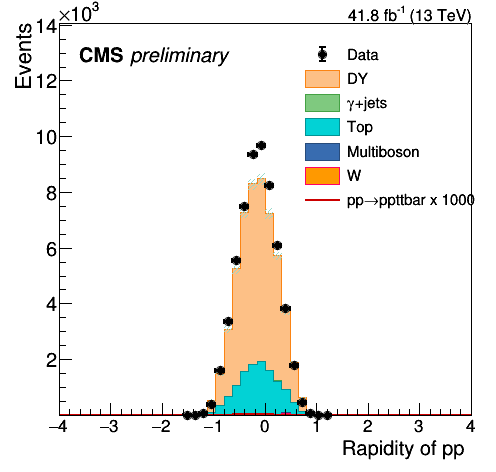 ×10³
41.8 fb⁻¹ (13 TeV)
Events
CMS preliminary
Data
DY
γ+jets
Top
Multiboson
W
pp→ppttbar x 1000
14
12
10
8
6
4
2
−4 −3 −2 −1 0 1 2 3 4
Rapidity of pp